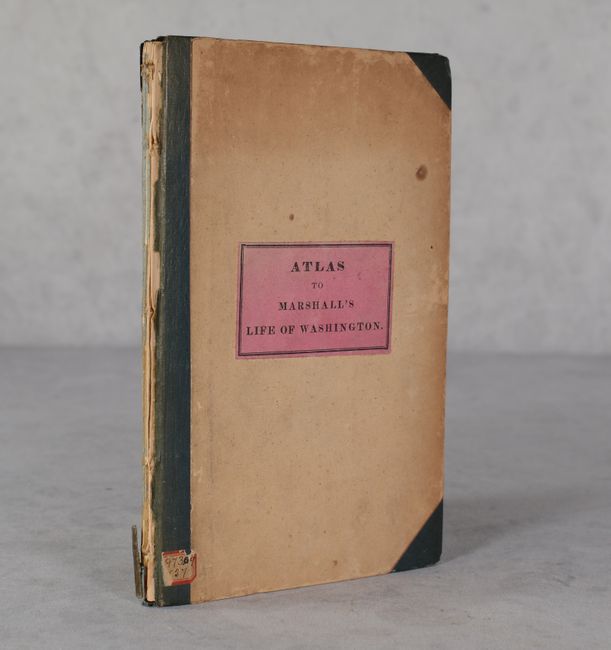 ATLAS
TO
MARSHALL'S
LIFE OF WASHINGTON.